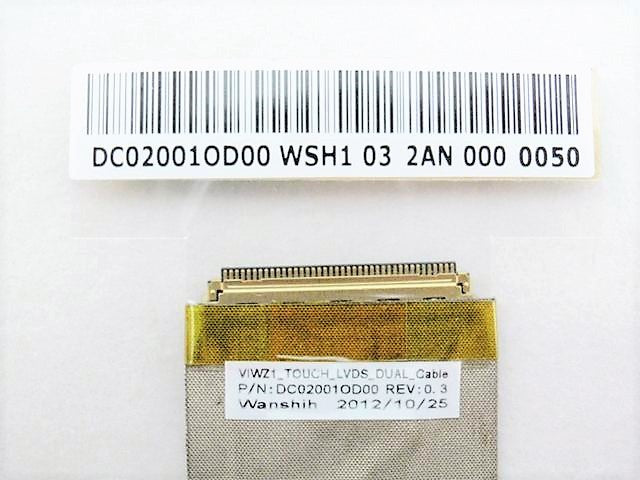 DC02001OD00 WSH1 03 2AN 000 0050
VIWZ1_TOUCH_LVDS_DUAL_Cable
P/N:DC02001OD00 REV:0.3
Wanshih 2012/10/25